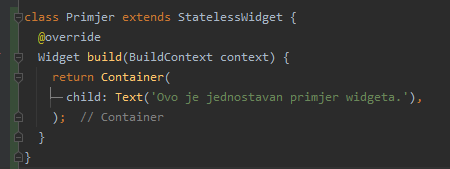 class Primjer extends StatelessWidget {
@override
Widget build(BuildContext context) {
return Container(
child: Text('Ovo je jednostavan primjer widgeta.'),
);  // Container
}
}